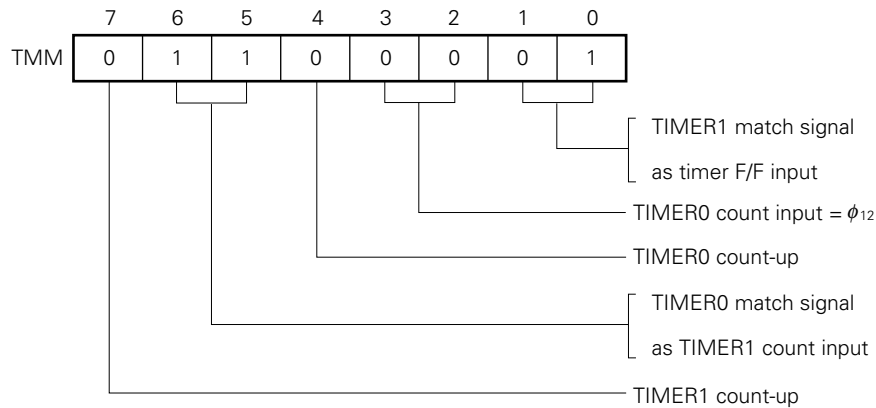 7 6 5 4 3 2 1 0
TMM 0 1 1 0 0 0 0 1
TIMER1 match signal
as timer F/F input
TIMER0 count input = ϕ12
TIMER0 count-up
TIMER0 match signal
as TIMER1 count input
TIMER1 count-up